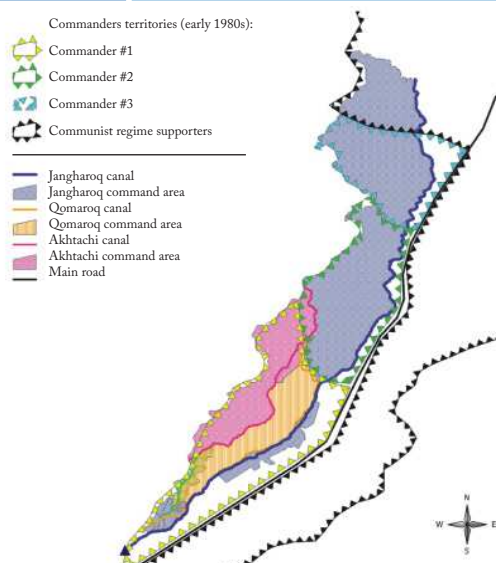 Commanders territories (early 1980s):
Commander #1
Commander #2
Commander #3
Communist regime supporters
Jangharoq canal
Jangharoq command area
Qomaroq canal
Qomaroq command area
Akhtachi canal
Akhtachi command area
Main road
N
W E
S